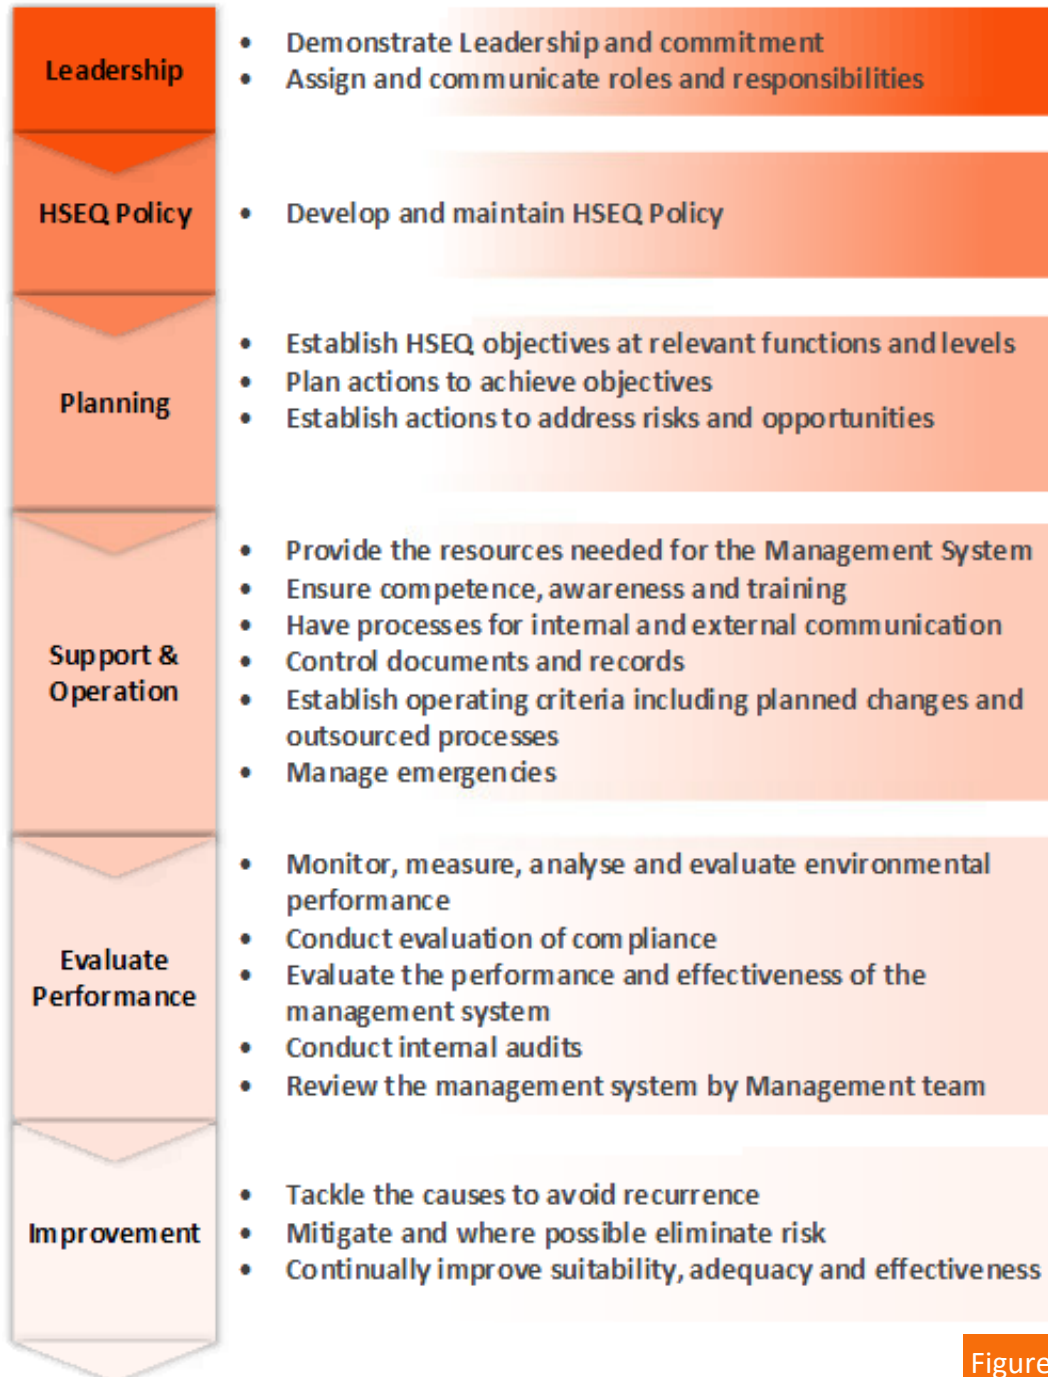 Leadership
• Demonstrate Leadership and commitment
• Assign and communicate roles and responsibilities
HSEQ Policy
• Develop and maintain HSEQ Policy
Planning
• Establish HSEQ objectives at relevant functions and levels
• Plan actions to achieve objectives
• Establish actions to address risks and opportunities
Support &
Operation
• Provide the resources needed for the Management System
• Ensure competence, awareness and training
• Have processes for internal and external communication
• Control documents and records
• Establish operating criteria including planned changes and
outsourced processes
• Manage emergencies
Evaluate
Performance
• Monitor, measure, analyse and evaluate environmental
performance
• Conduct evaluation of compliance
• Evaluate the performance and effectiveness of the
management system
• Conduct internal audits
• Review the management system by Management team
Improvement
• Tackle the causes to avoid recurrence
• Mitigate and where possible eliminate risk
• Continually improve suitability, adequacy and effectiveness
Figure